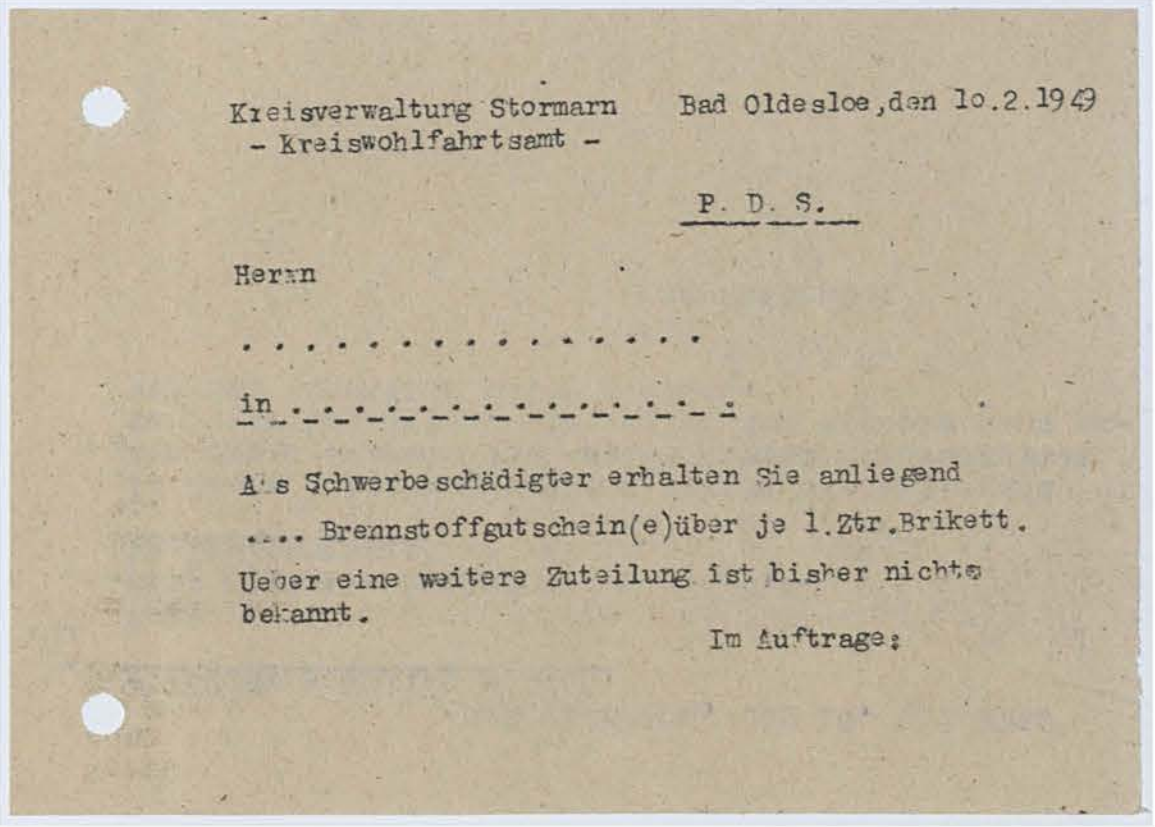 Kreisverwaltung Stormarn Bad Oldesloe,den 10.2.1949
- Kreiswohlfahrtsamt -
P. D. S.
Herrn
. . . . . . . . . . . . . . .
in . . . . . . . . . . . . . .
Als Schwerbeschädigter erhalten Sie anliegend
.... Brennstoffgutschein(e)über je 1.Ztr.Brikett.
Ueber eine weitere Zuteilung ist bisher nichts
bekannt.
Im Auftrage: